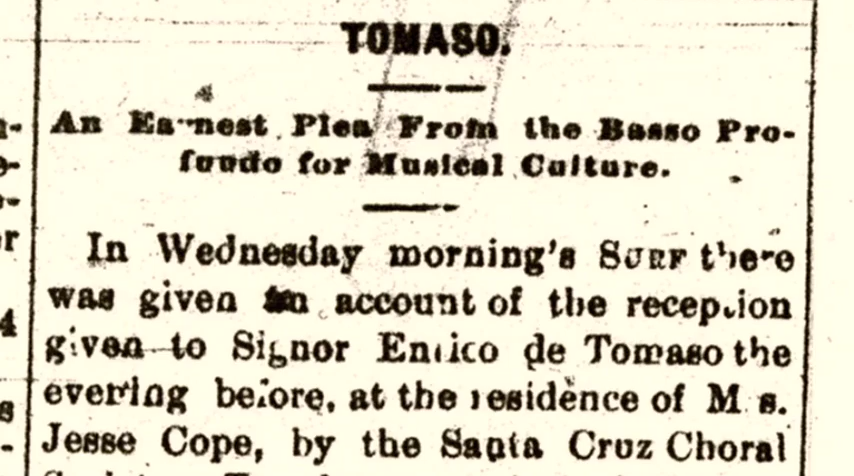 TOMASO.
An Earnest Plea From the Basso Pro-
fundo for Musical Culture.
In Wednesday morning's SURF there
was given an account of the reception
given to Signor Enrico de Tomaso the
evening before, at the residence of Mrs.
Jesse Cope, by the Santa Cruz Choral